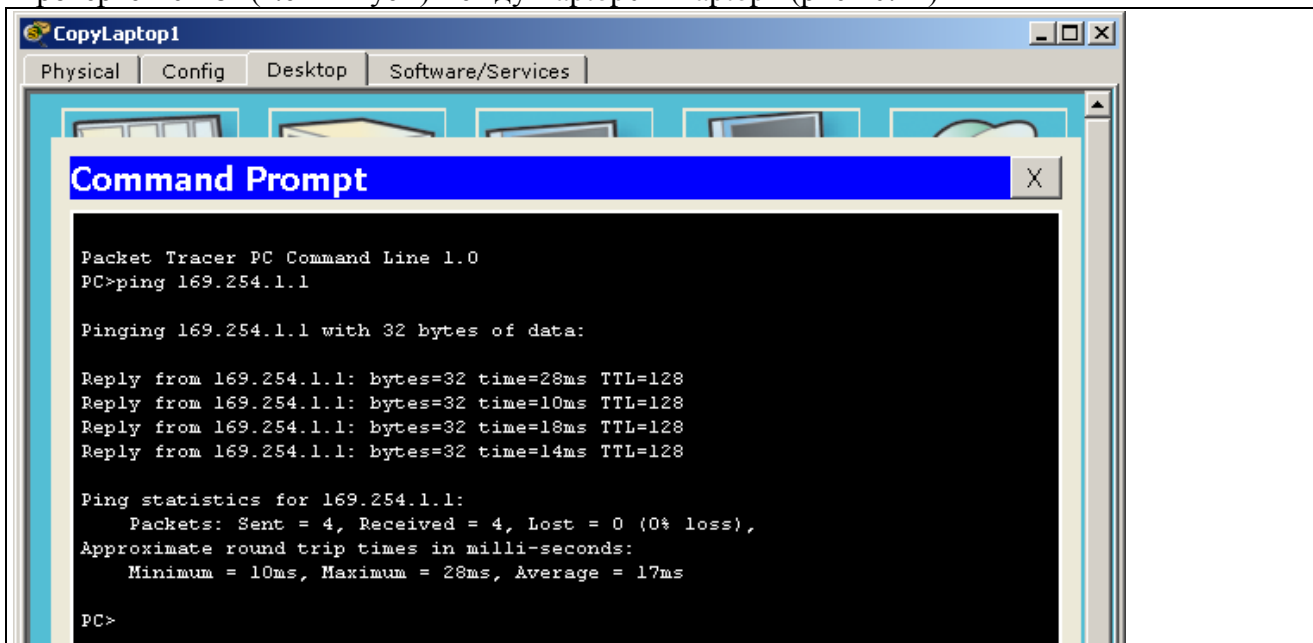 CopyLaptop1
Physical Config Desktop Software/Services
Command Prompt
X
Packet Tracer PC Command Line 1.0
PC>ping 169.254.1.1
Pinging 169.254.1.1 with 32 bytes of data:
Reply from 169.254.1.1: bytes=32 time=28ms TTL=128
Reply from 169.254.1.1: bytes=32 time=10ms TTL=128
Reply from 169.254.1.1: bytes=32 time=18ms TTL=128
Reply from 169.254.1.1: bytes=32 time=14ms TTL=128
Ping statistics for 169.254.1.1:
Packets: Sent = 4, Received = 4, Lost = 0 (0% loss),
Approximate round trip times in milli-seconds:
Minimum = 10ms, Maximum = 28ms, Average = 17ms
PC>